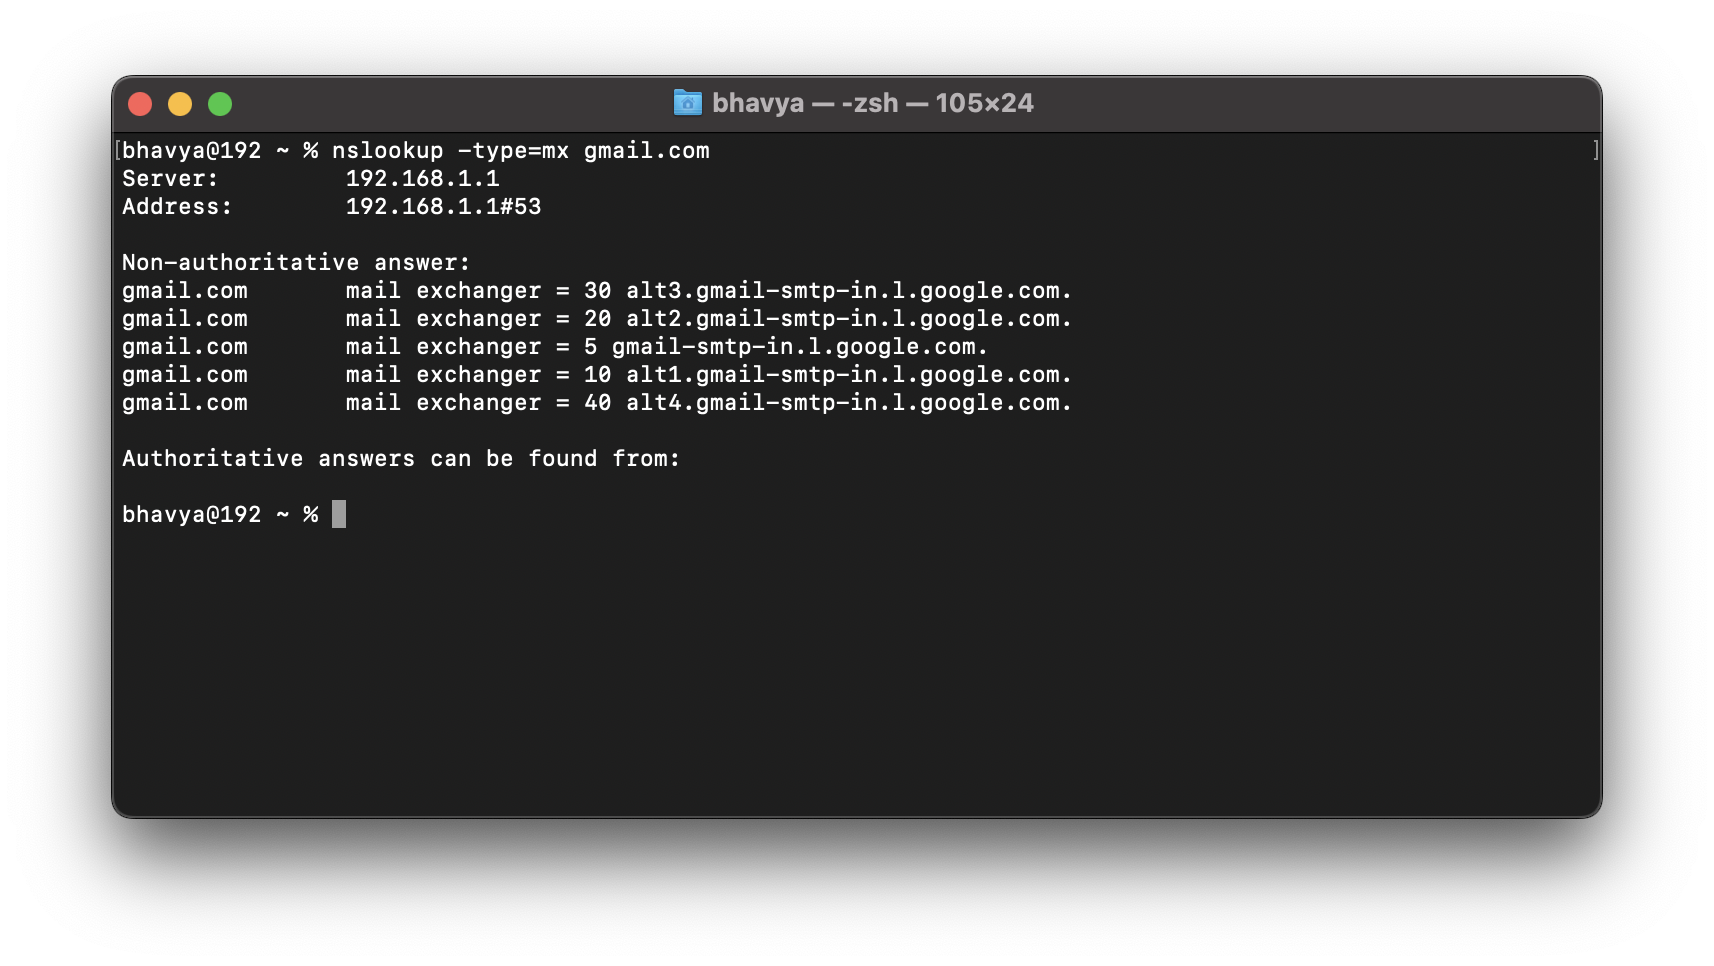 bhavya — -zsh — 105×24
[bhavya@192 ~ % nslookup -type=mx gmail.com ]
Server: 192.168.1.1
Address: 192.168.1.1#53
Non-authoritative answer:
gmail.com mail exchanger = 30 alt3.gmail-smtp-in.l.google.com.
gmail.com mail exchanger = 20 alt2.gmail-smtp-in.l.google.com.
gmail.com mail exchanger = 5 gmail-smtp-in.l.google.com.
gmail.com mail exchanger = 10 alt1.gmail-smtp-in.l.google.com.
gmail.com mail exchanger = 40 alt4.gmail-smtp-in.l.google.com.
Authoritative answers can be found from:
bhavya@192 ~ %